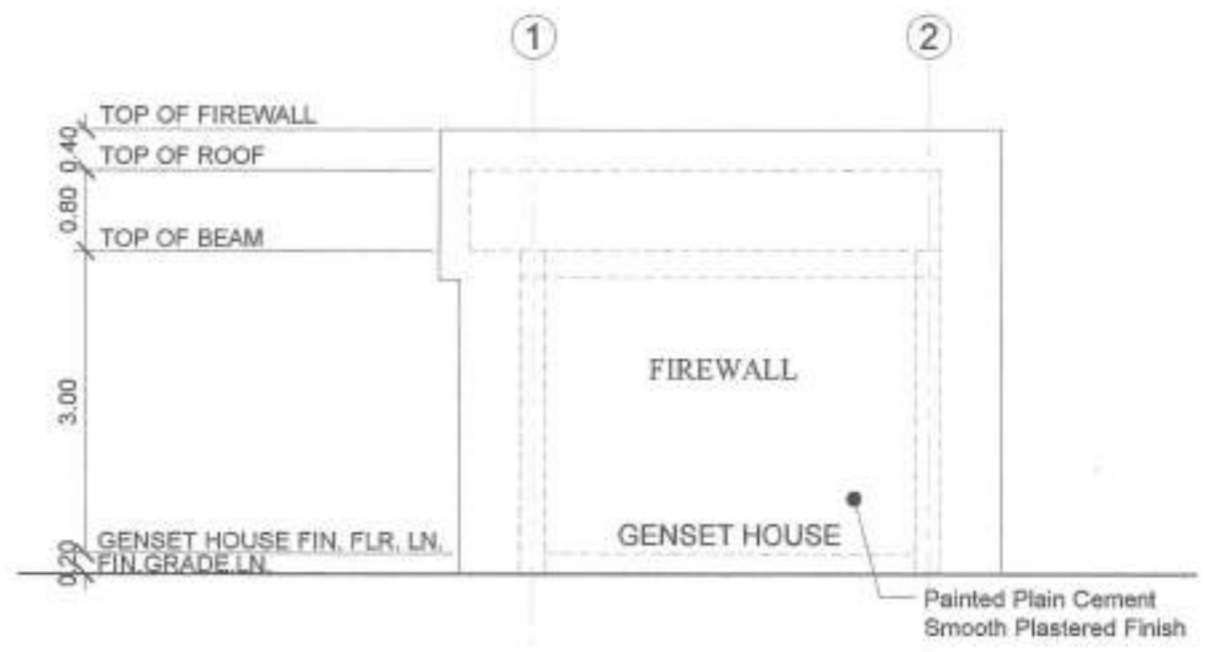 1
2
TOP OF FIREWALL
0.40
TOP OF ROOF
0.80
TOP OF BEAM
3.00
FIREWALL
GENSET HOUSE
GENSET HOUSE FIN. FLR. LN.
0.20
FIN.GRADE.LN.
Painted Plain Cement
Smooth Plastered Finish